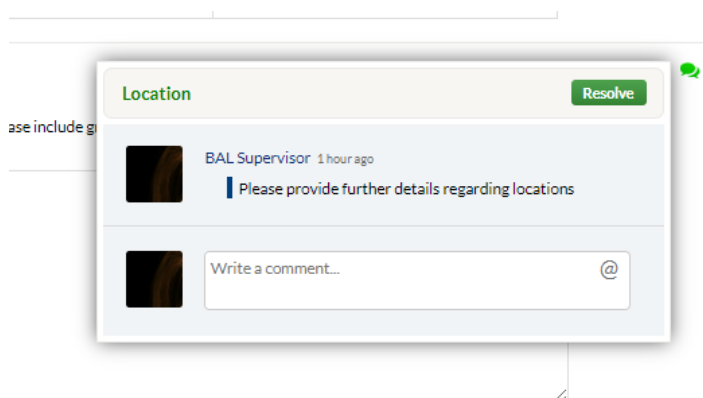 Location
Resolve
ase include g
BAL Supervisor 1 hour ago
Please provide further details regarding locations
Write a comment...
@